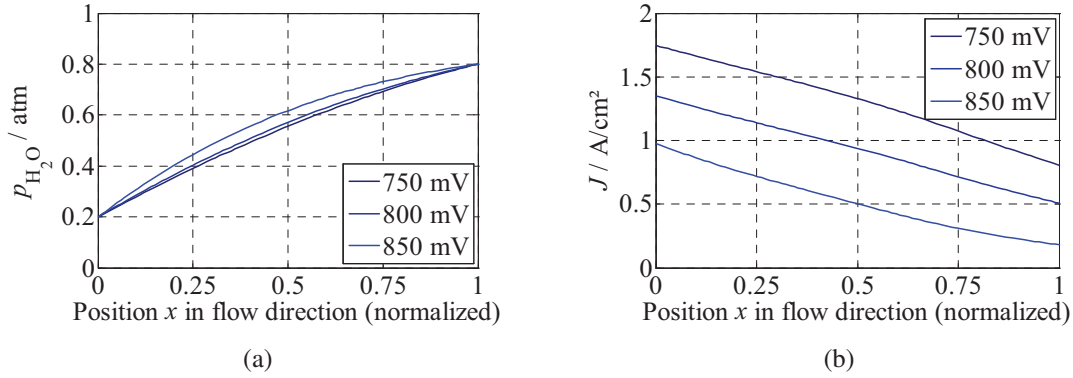 1
0.8
0.6
0.4
0.2
0
p_H₂O / atm
750 mV
800 mV
850 mV
0 0.25 0.5 0.75 1
Position x in flow direction (normalized)
(a)
2
1.5
1
0.5
0
J / A/cm²
750 mV
800 mV
850 mV
0 0.25 0.5 0.75 1
Position x in flow direction (normalized)
(b)